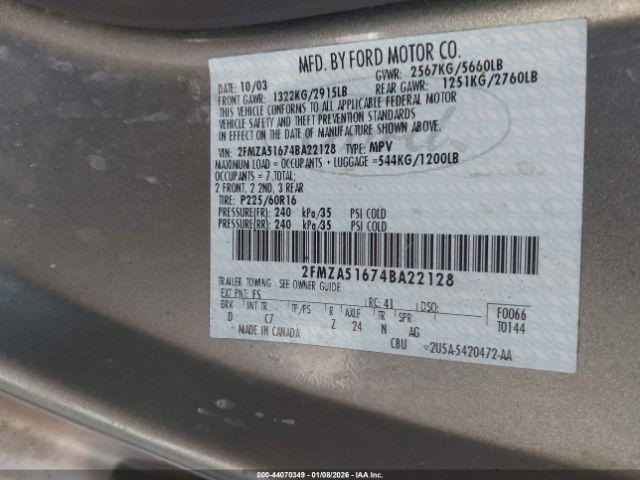 MFD. BY FORD MOTOR CO.
DATE: 10/03 GVWR: 2567KG/5660LB
FRONT GAWR: 1322KG/2915LB REAR GAWR: 1251KG/2760LB
THIS VEHICLE CONFORMS TO ALL APPLICABLE FEDERAL MOTOR
VEHICLE SAFETY AND THEFT PREVENTION STANDARDS
IN EFFECT ON THE DATE OF MANUFACTURE SHOWN ABOVE.
VIN: 2FMZA51674BA22128 TYPE: MPV
MAXIMUM LOAD = OCCUPANTS + LUGGAGE =544KG/1200LB
OCCUPANTS = 7 TOTAL;
2 FRONT, 2 2ND, 3 REAR
TIRE: P225/60R16
PRESSURE(FR): 240 kPa/35 PSI COLD
PRESSURE(RR): 240 kPa/35 PSI COLD
2FMZA51674BA22128
TRAILER TOWING - SEE OWNER GUIDE
EXT PNT: FS RC: 41 DSO: F0066
BRK INT TR TP/PS R AXLE TR SPR T0144
D C7 Z 24 N AG
MADE IN CANADA CBU 2U5A-5420472-AA
000-44070349 - 01/08/2026 - IAA Inc.